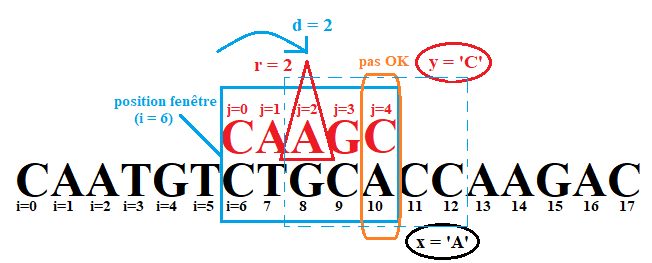 d = 2
r = 2
pas OK
y = 'C'
position fenêtre
(i = 6)
j=0 j=1 j=2 j=3 j=4
CAAGC
CAATGTCTGCACCAAGAC
i=0 i=1 i=2 i=3 i=4 i=5 i=6 7 8 9 10 11 12 13 14 15 16 17
x = 'A'